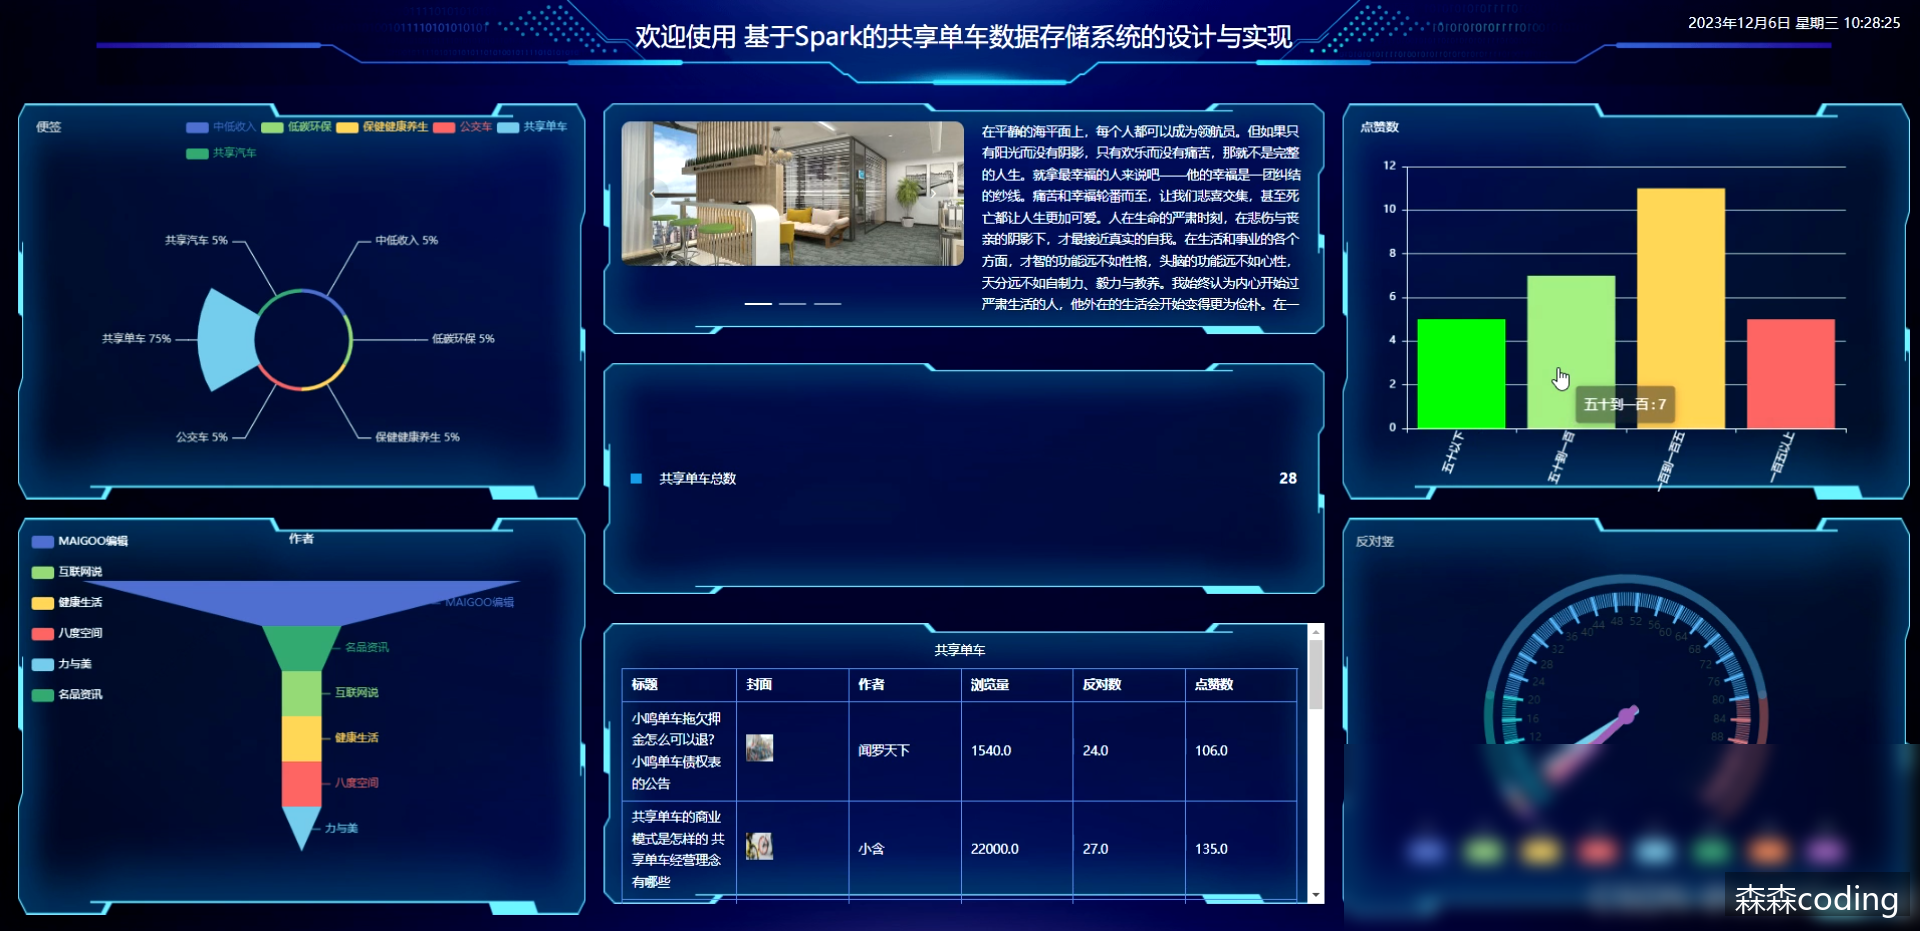 欢迎使用 基于Spark的共享单车数据存储系统的设计与实现
2023年12月6日 星期三 10:28:25
便签
中低收入 低碳环保 保健健康养生 公交车 共享单车
共享汽车
共享汽车 5%
中低收入 5%
共享单车 75%
低碳环保 5%
公交车 5%
保健健康养生 5%
在平静的海平面上，每个人都可以成为领航员。但如果只
有阳光而没有阴影，只有欢乐而没有痛苦，那就不是完整
的人生。就拿最幸福的人来说吧——他的幸福是一团纠结
的纱线。痛苦和幸福轮番而至，让我们悲喜交集，甚至死
亡都让人生更加可爱。人在生命的严肃时刻，在悲伤与丧
亲的阴影下，才最接近真实的自我。在生活和事业的各个
方面，才智的功能远不如性格，头脑的功能远不如心性，
天分远不如自制力、毅力与教养。我始终认为内心开始过
严肃生活的人，他外在的生活会开始变得更为俭朴。在一
点赞数
12
10
8
6
4
2
0
五十以下
五十到一百
一百到一百五
一百五以上
五十到一百: 7
共享单车总数
28
作者
MAIGOO编辑
互联网说
健康生活
八度空间
力与美
名品资讯
MAIGOO编辑
名品资讯
互联网说
健康生活
八度空间
力与美
共享单车
标题 封面 作者 浏览量 反对数 点赞数
小鸣单车拖欠押
金怎么可以退？
小鸣单车债权表
的公告
闻罗天下 1540.0 24.0 106.0
共享单车的商业
模式是怎样的 共
享单车经营理念
有哪些
小含 22000.0 27.0 135.0
反对竖
12
16
20
24
28
32
36
40
44
48
52
56
60
64
68
72
76
80
84
88
森森coding